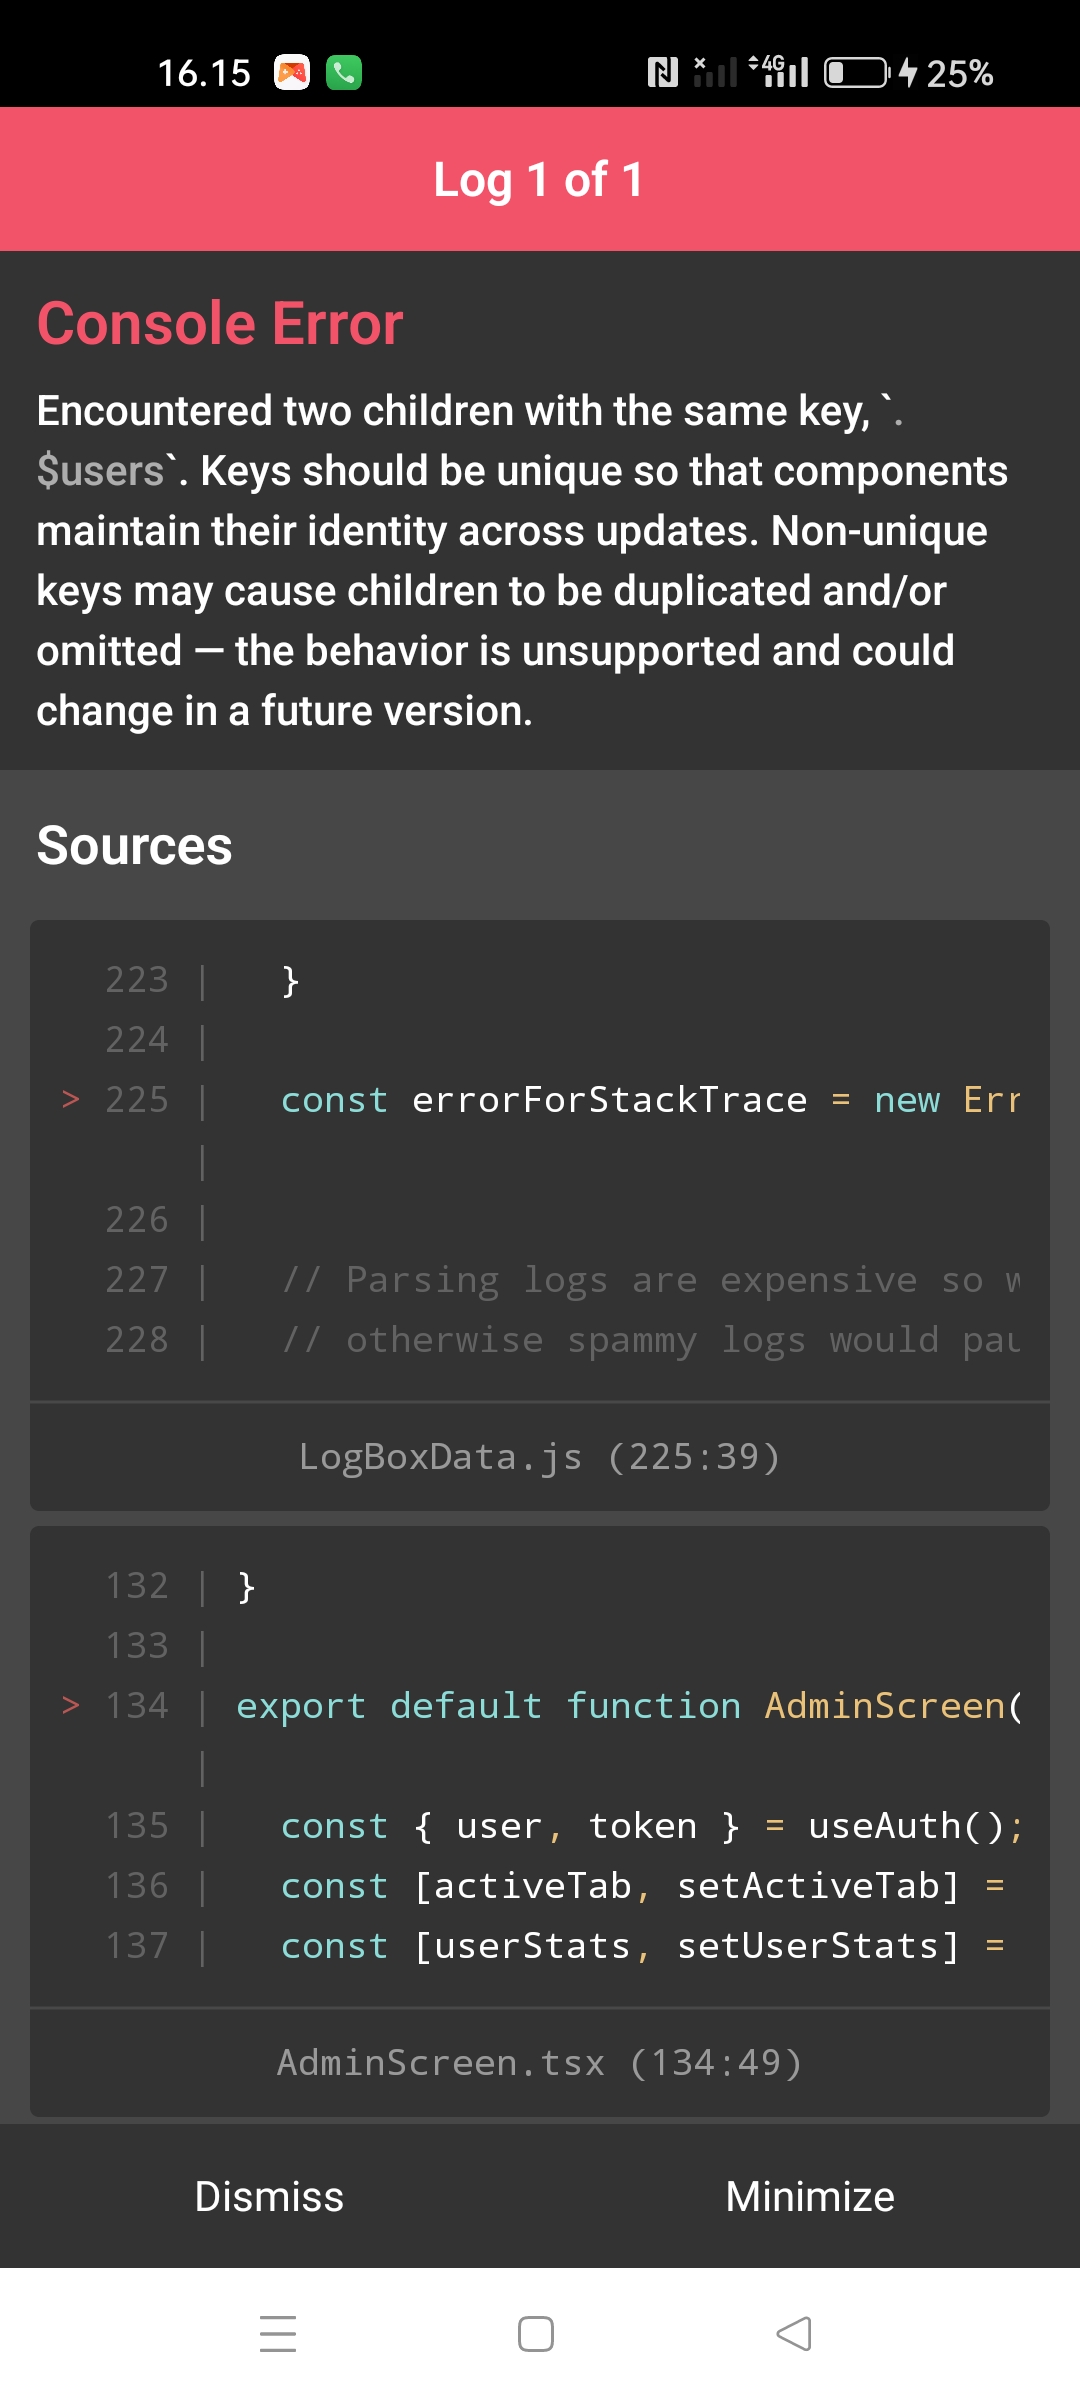 16.15
4G
25%
Log 1 of 1
Console Error
Encountered two children with the same key, `.
$users`. Keys should be unique so that components
maintain their identity across updates. Non-unique
keys may cause children to be duplicated and/or
omitted — the behavior is unsupported and could
change in a future version.
Sources
223 |   }
224 |
> 225 |   const errorForStackTrace = new Err
|
226 |
227 |   // Parsing logs are expensive so w
228 |   // otherwise spammy logs would pau
LogBoxData.js (225:39)
132 | }
133 |
> 134 | export default function AdminScreen(
|
135 |   const { user, token } = useAuth();
136 |   const [activeTab, setActiveTab] =
137 |   const [userStats, setUserStats] =
AdminScreen.tsx (134:49)
Dismiss
Minimize